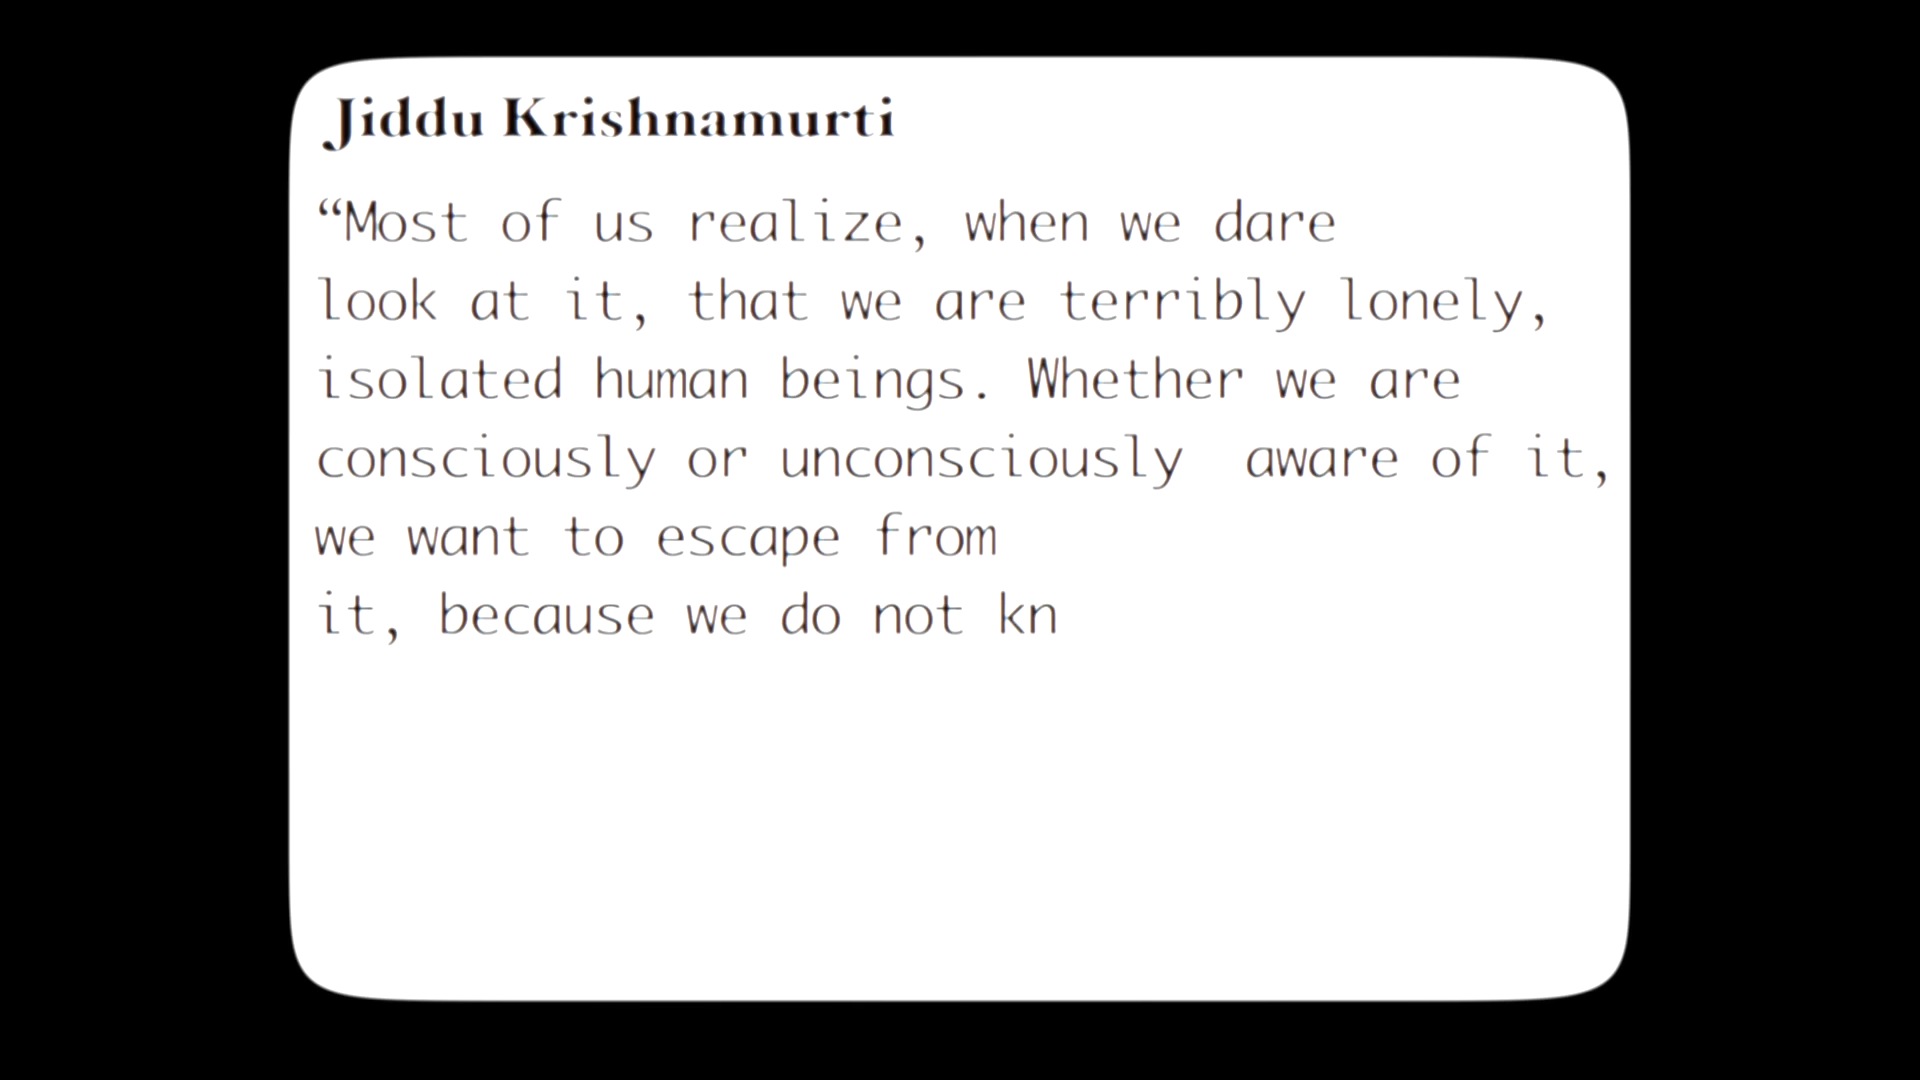 Jiddu Krishnamurti
“Most of us realize, when we dare
look at it, that we are terribly lonely,
isolated human beings. Whether we are
consciously or unconsciously  aware of it,
we want to escape from
it, because we do not kn